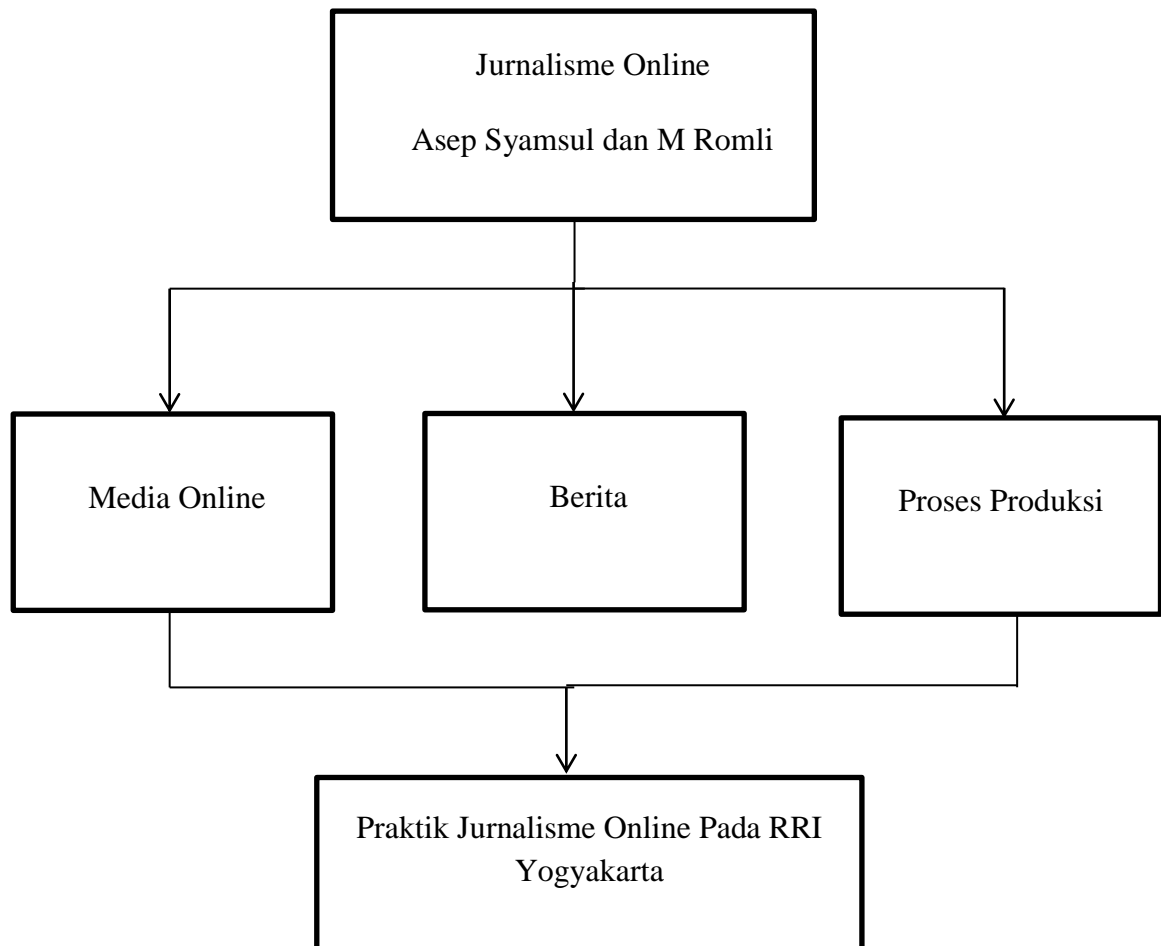 Jurnalisme Online
Asep Syamsul dan M Romli
Media Online
Berita
Proses Produksi
Praktik Jurnalisme Online Pada RRI
Yogyakarta